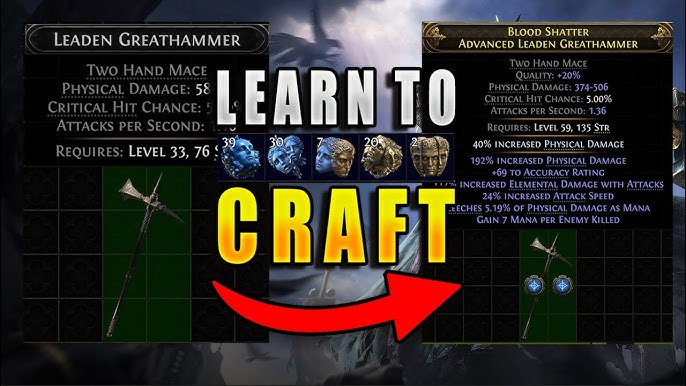 LEADEN GREATHAMMER
TWO HAND MACE
PHYSICAL DAMAGE: 58
CRITICAL HIT CHANCE:
ATTACKS PER SECOND:
REQUIRES: LEVEL 33, 76 S
LEARN TO
39 30 7 20 2
CRAFT
BLOOD SHATTER
ADVANCED LEADEN GREATHAMMER
TWO HAND MACE
QUALITY: +20%
PHYSICAL DAMAGE: 374-506
CRITICAL HIT CHANCE: 5.00%
ATTACKS PER SECOND: 1.36
REQUIRES: LEVEL 59, 135 STR
40% INCREASED PHYSICAL DAMAGE
192% INCREASED PHYSICAL DAMAGE
+69 TO ACCURACY RATING
INCREASED ELEMENTAL DAMAGE WITH ATTACKS
24% INCREASED ATTACK SPEED
LEECHES 5.19% OF PHYSICAL DAMAGE AS MANA
GAIN 7 MANA PER ENEMY KILLED